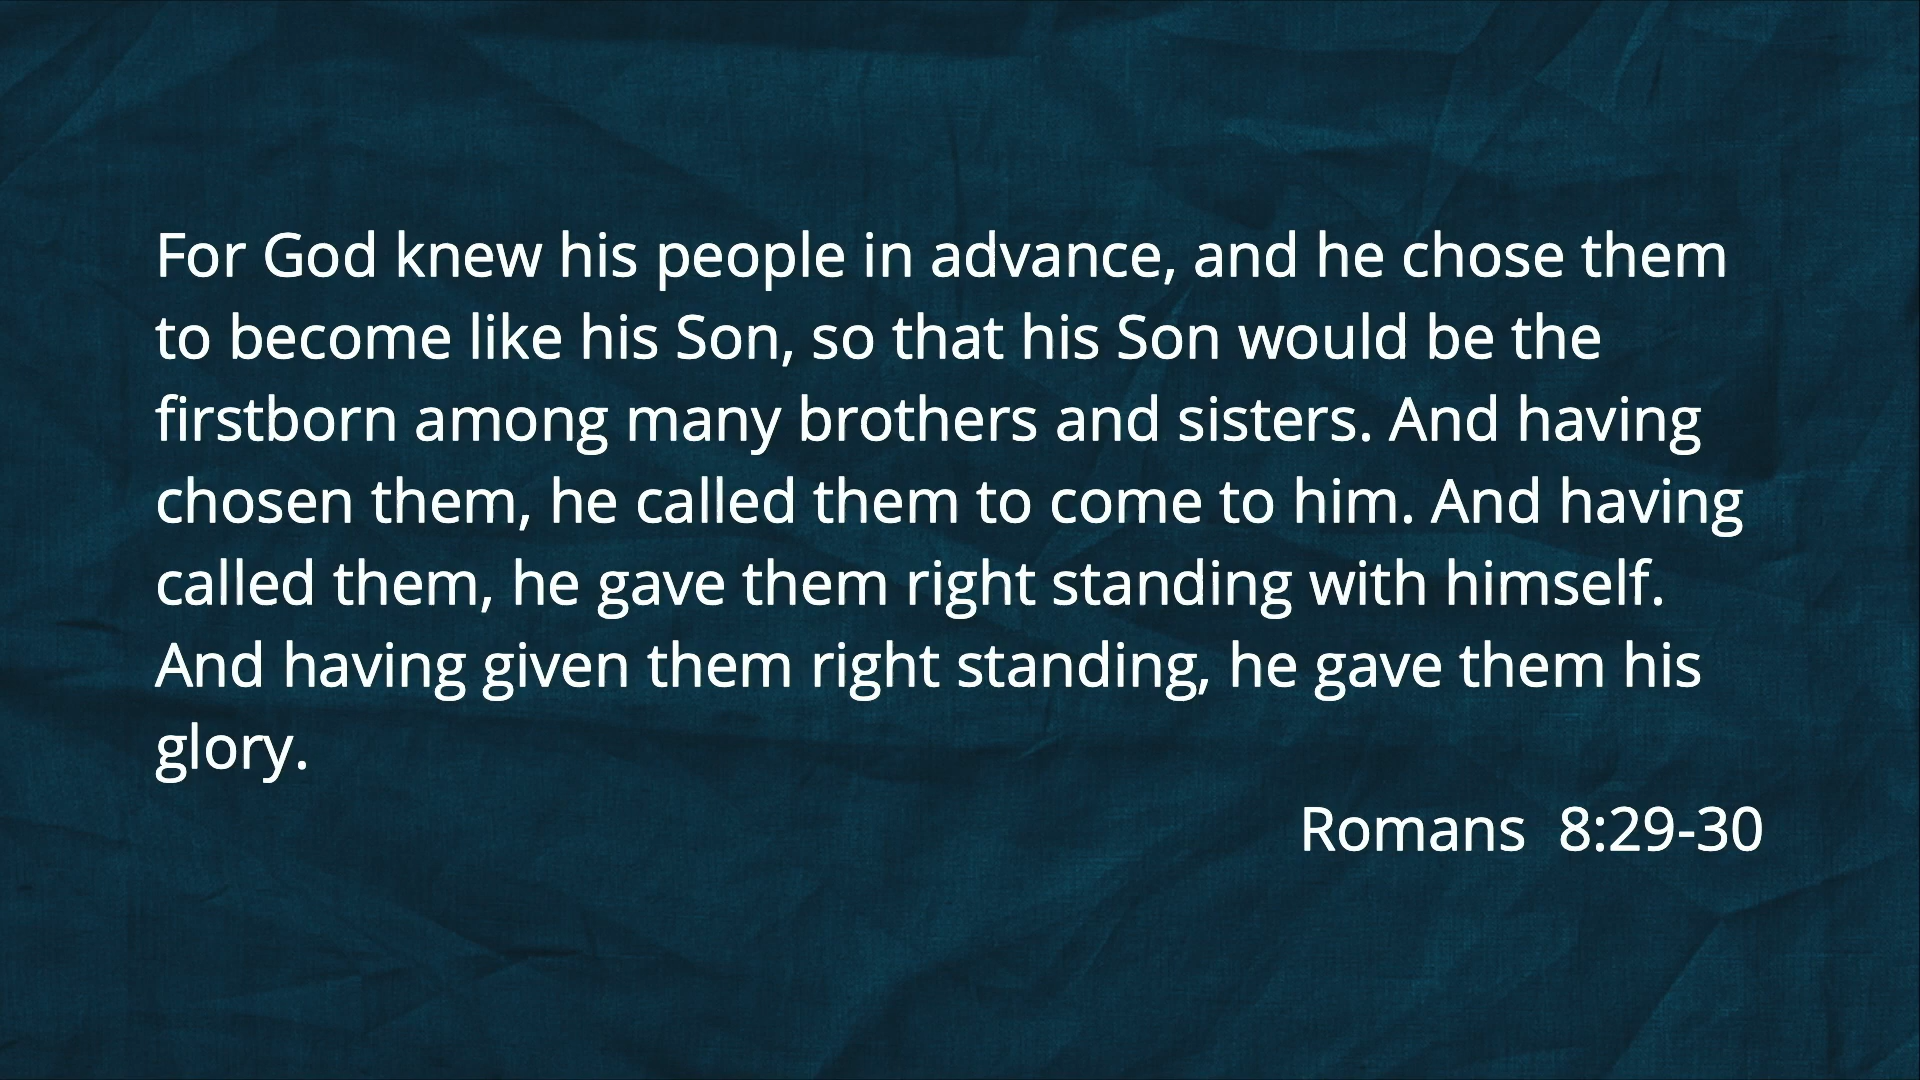 For God knew his people in advance, and he chose them
to become like his Son, so that his Son would be the
firstborn among many brothers and sisters. And having
chosen them, he called them to come to him. And having
called them, he gave them right standing with himself.
And having given them right standing, he gave them his
glory.
Romans  8:29-30